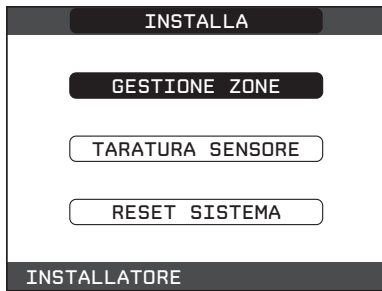 INSTALLA
GESTIONE ZONE
TARATURA SENSORE
RESET SISTEMA
INSTALLATORE